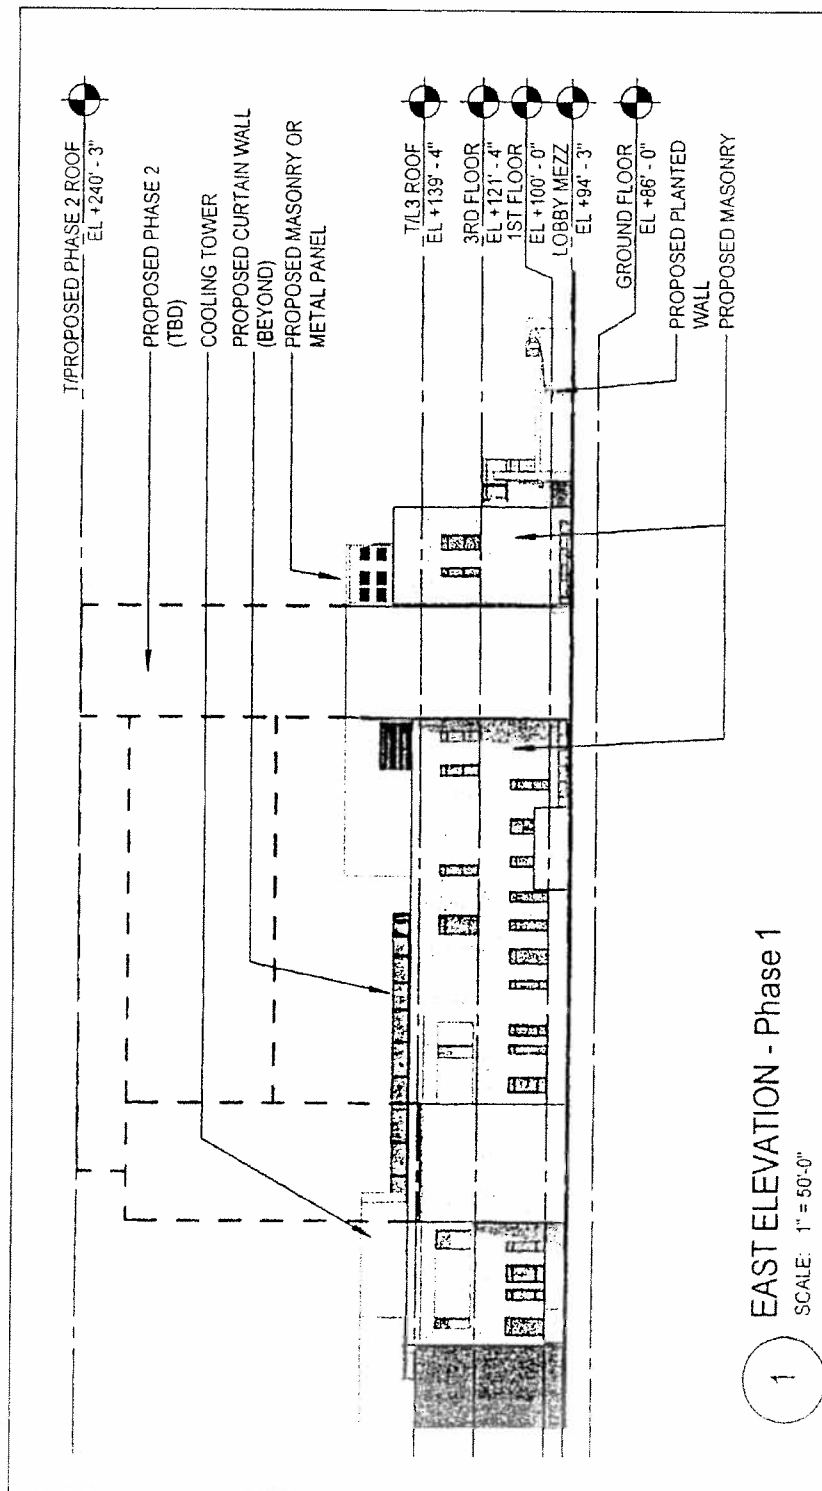 T/PROPOSED PHASE 2 ROOF
EL +240' - 3"
PROPOSED PHASE 2
(TBD)
COOLING TOWER
PROPOSED CURTAIN WALL
(BEYOND)
PROPOSED MASONRY OR
METAL PANEL
T/L3 ROOF
EL +139' - 4"
3RD FLOOR
EL +121' - 4"
1ST FLOOR
EL +100' - 0"
LOBBY MEZZ
EL +94' - 3"
GROUND FLOOR
EL +86' - 0"
PROPOSED PLANTED
WALL
PROPOSED MASONRY
1
EAST ELEVATION - Phase 1
SCALE: 1" = 50'-0"